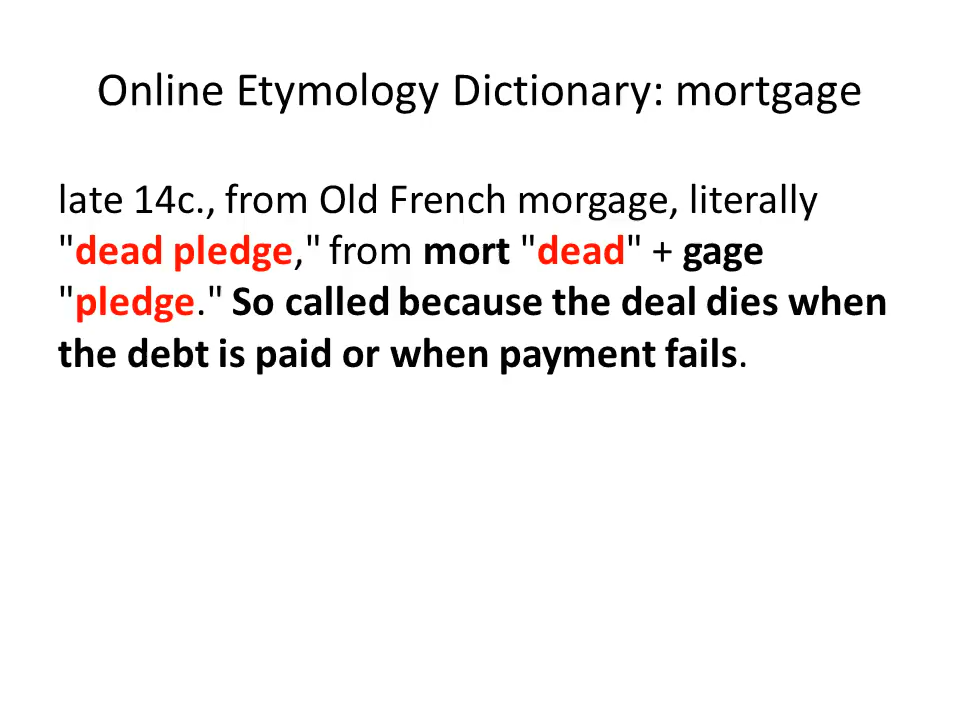 Online Etymology Dictionary: mortgage
late 14c., from Old French morgage, literally
"dead pledge," from mort "dead" + gage
"pledge." So called because the deal dies when
the debt is paid or when payment fails.